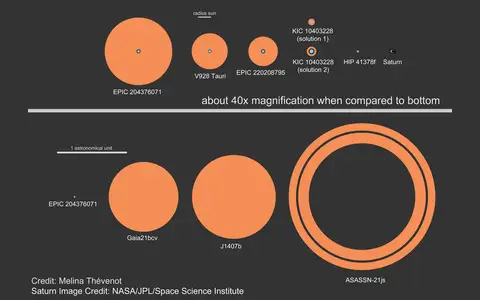 radius sun
EPIC 204376071
V928 Tauri
EPIC 220208795
KIC 10403228
(solution 1)
KIC 10403228
(solution 2)
HIP 41378f
Saturn
about 40x magnification when compared to bottom
1 astronomical unit
EPIC 204376071
Gaia21bcv
J1407b
ASASSN-21js
Credit: Melina Thévenot
Saturn Image Credit: NASA/JPL/Space Science Institute